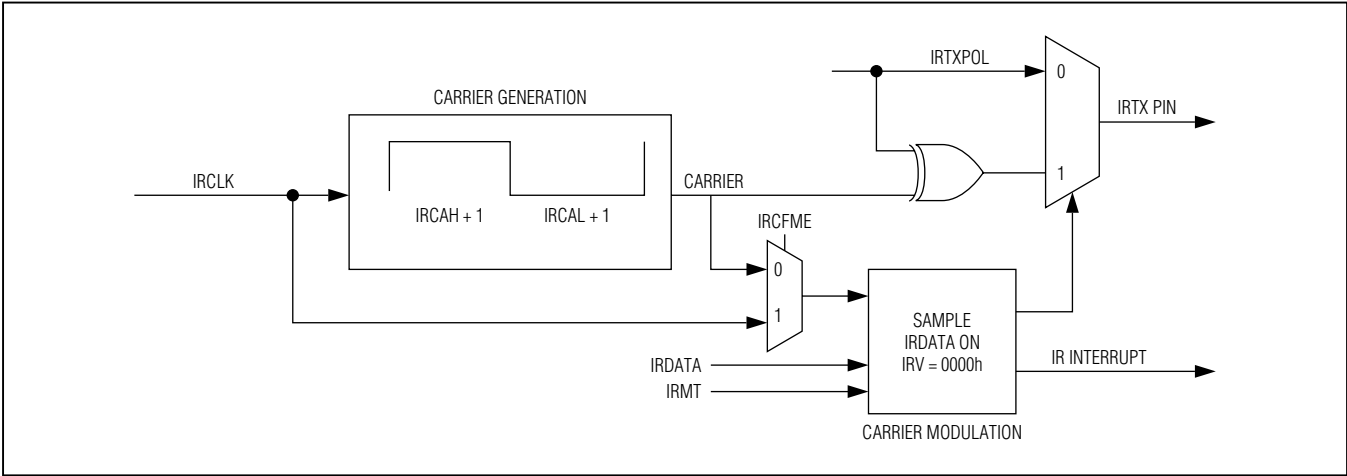 IRTXPOL
0
CARRIER GENERATION
IRTX PIN
IRCLK
CARRIER
1
IRCAH + 1
IRCAL + 1
IRCFME
0
1
SAMPLE
IRDATA ON
IRV = 0000h
IR INTERRUPT
IRDATA
IRMT
CARRIER MODULATION